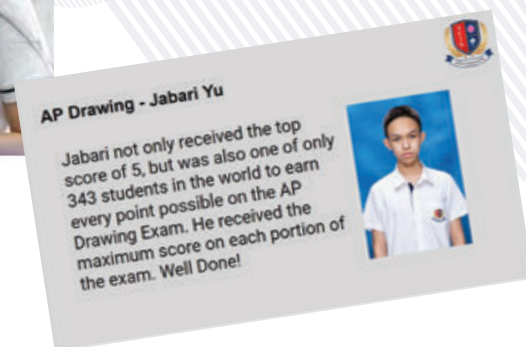 AP Drawing - Jabari Yu
Jabari not only received the top
score of 5, but was also one of only
343 students in the world to earn
every point possible on the AP
Drawing Exam. He received the
maximum score on each portion of
the exam. Well Done!